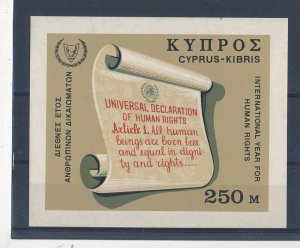 ΚΥΠΡΟΣ
CYPRUS-KIBRIS
ΔΙΕΘΝΕΣ ΕΤΟΣ
ΑΝΘΡΩΠΙΝΩΝ ΔΙΚΑΙΩΜΑΤΩΝ
UNIVERSAL DECLARATION
OF HUMAN RIGHTS
Article 1. All human
beings are born free
and equal in digni-
ty and rights....
INTERNATIONAL YEAR FOR
HUMAN RIGHTS
250 M